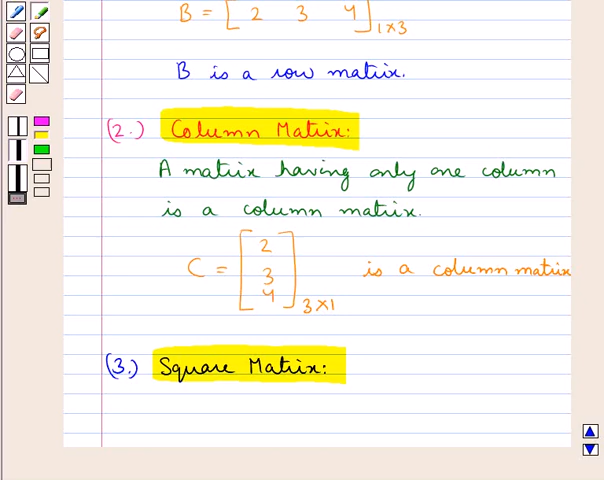 B = [ 2 3 4 ] 1×3
B is a row matrix.
(2.) Column Matrix:
A matrix having only one column
is a column matrix.
C = [ 2 3 4 ] 3×1 is a column matrix
(3.) Square Matrix: